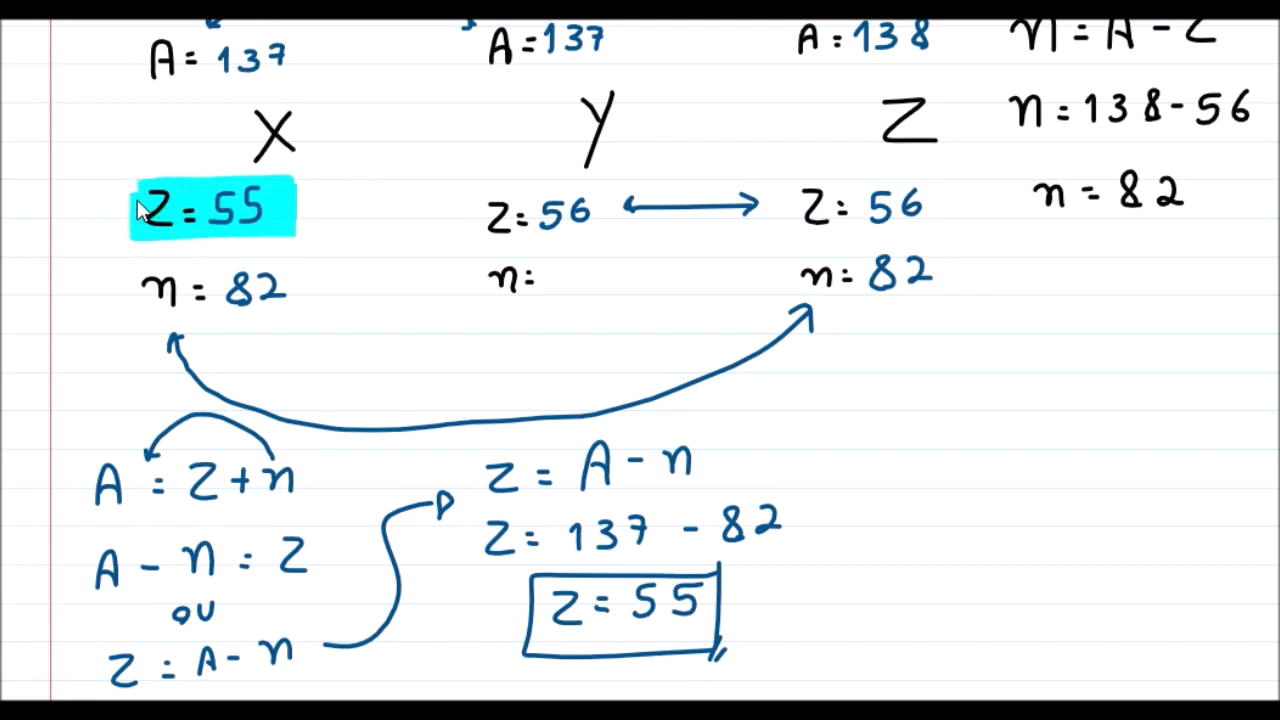 A = 137
A = 137
A = 138
n = A - Z
X
Y
Z
n = 138 - 56
Z = 55
Z = 56
Z = 56
n = 82
n = 82
n =
n = 82
A = Z + n
Z = A - n
A - n = Z
Z = 137 - 82
ou
Z = 55
Z = A - n